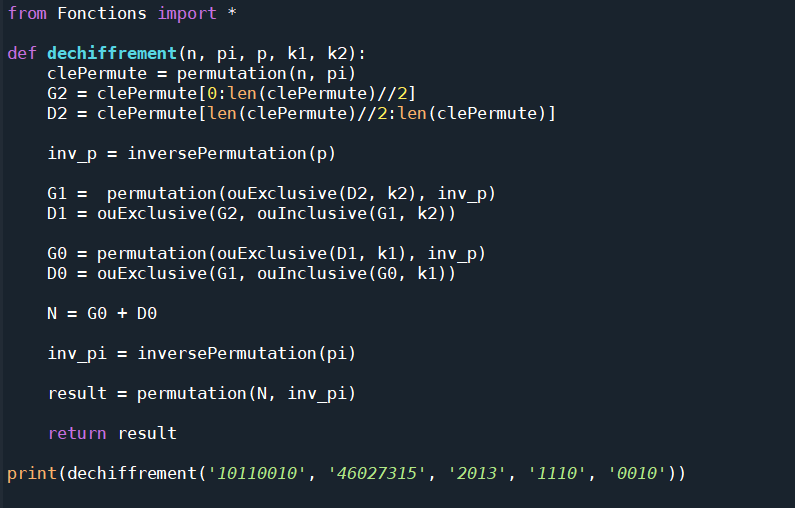 from Fonctions import *
def dechiffrement(n, pi, p, k1, k2):
clePermute = permutation(n, pi)
G2 = clePermute[0:len(clePermute)//2]
D2 = clePermute[len(clePermute)//2:len(clePermute)]
inv_p = inversePermutation(p)
G1 =  permutation(ouExclusive(D2, k2), inv_p)
D1 = ouExclusive(G2, ouInclusive(G1, k2))
G0 = permutation(ouExclusive(D1, k1), inv_p)
D0 = ouExclusive(G1, ouInclusive(G0, k1))
N = G0 + D0
inv_pi = inversePermutation(pi)
result = permutation(N, inv_pi)
return result
print(dechiffrement('10110010', '46027315', '2013', '1110', '0010'))